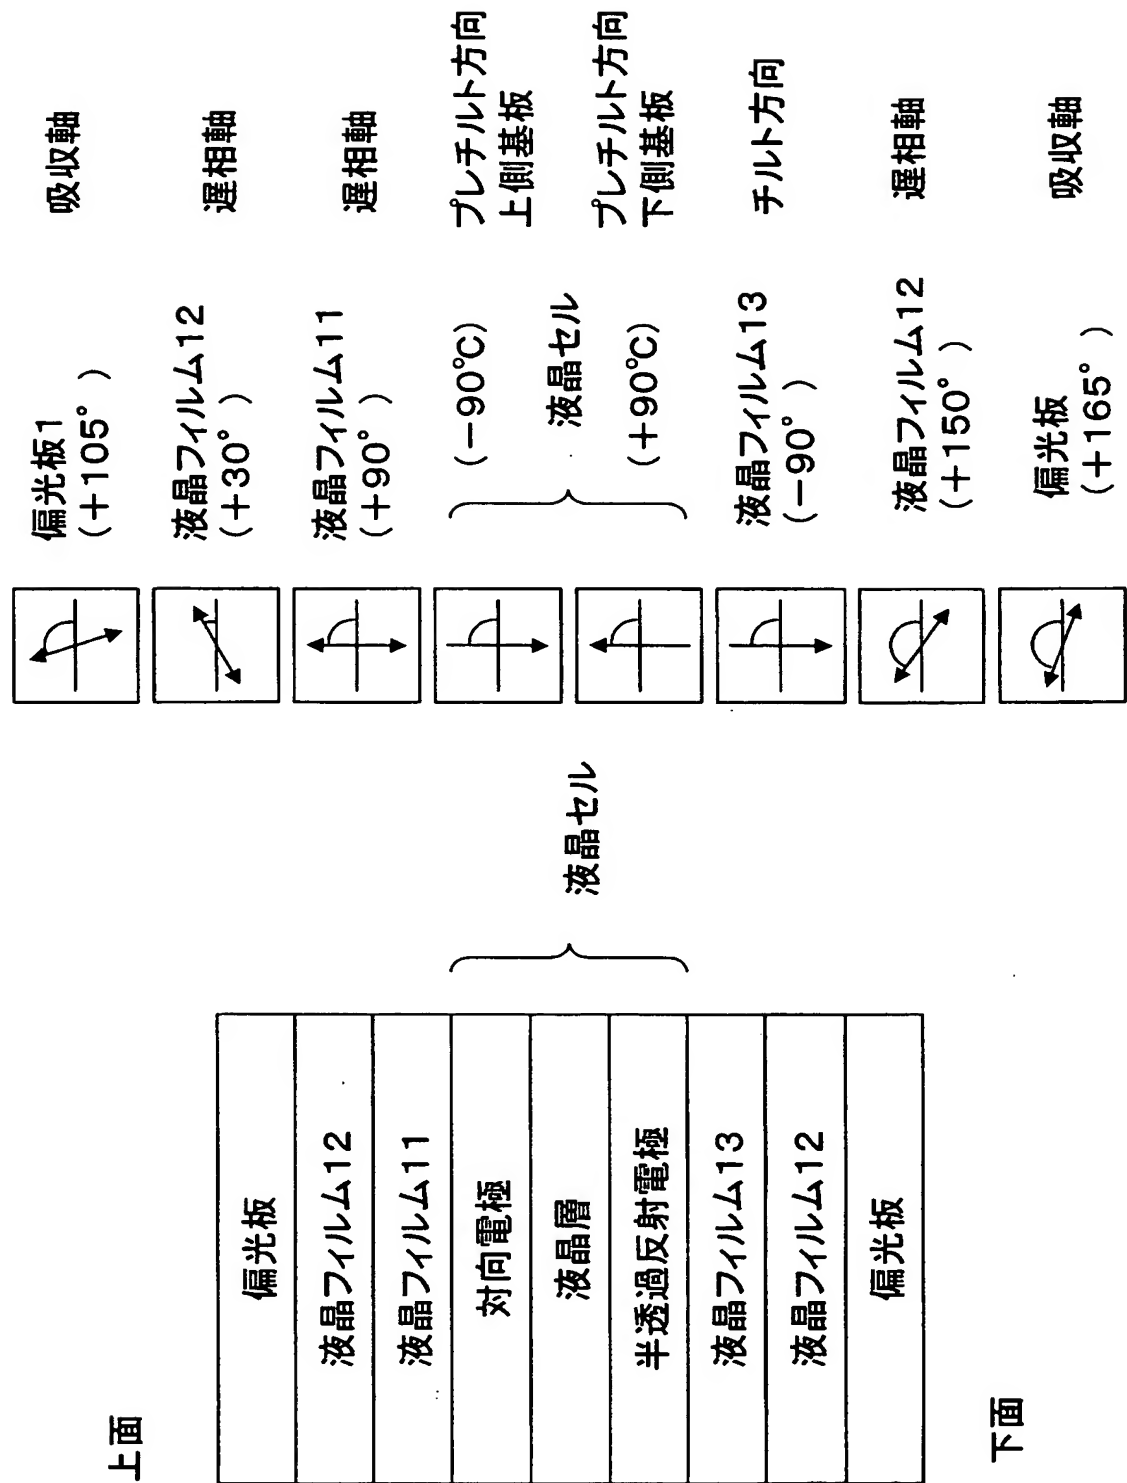 上面
偏光板
液晶フィルム12
液晶フィルム11
対向電極
液晶層
半透過反射電極
液晶フィルム13
液晶フィルム12
偏光板
下面
液晶セル
偏光板1
(+105°)
吸収軸
液晶フィルム12
(+30°)
遅相軸
液晶フィルム11
(+90°)
遅相軸
(-90℃)
プレチルト方向
上側基板
液晶セル
(+90℃)
プレチルト方向
下側基板
液晶フィルム13
(-90°)
チルト方向
液晶フィルム12
(+150°)
遅相軸
偏光板
(+165°)
吸収軸